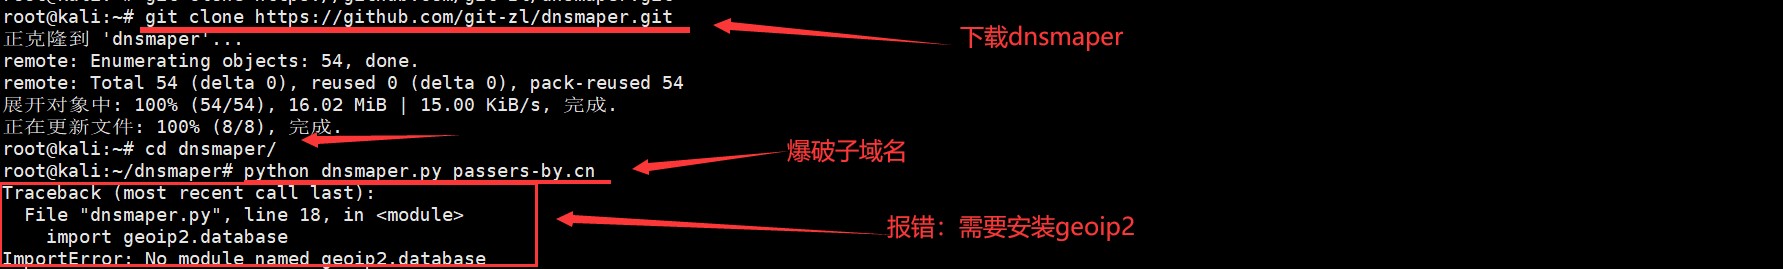 root@kali:~# git clone https://github.com/git-zl/dnsmaper.git
下载dnsmaper
正克隆到 'dnsmaper'...
remote: Enumerating objects: 54, done.
remote: Total 54 (delta 0), reused 0 (delta 0), pack-reused 54
展开对象中: 100% (54/54), 16.02 MiB | 15.00 KiB/s, 完成.
正在更新文件: 100% (8/8), 完成.
root@kali:~# cd dnsmaper/
爆破子域名
root@kali:~/dnsmaper# python dnsmaper.py passers-by.cn
Traceback (most recent call last):
  File "dnsmaper.py", line 18, in <module>
    import geoip2.database
报错：需要安装geoip2
ImportError: No module named geoip2.database